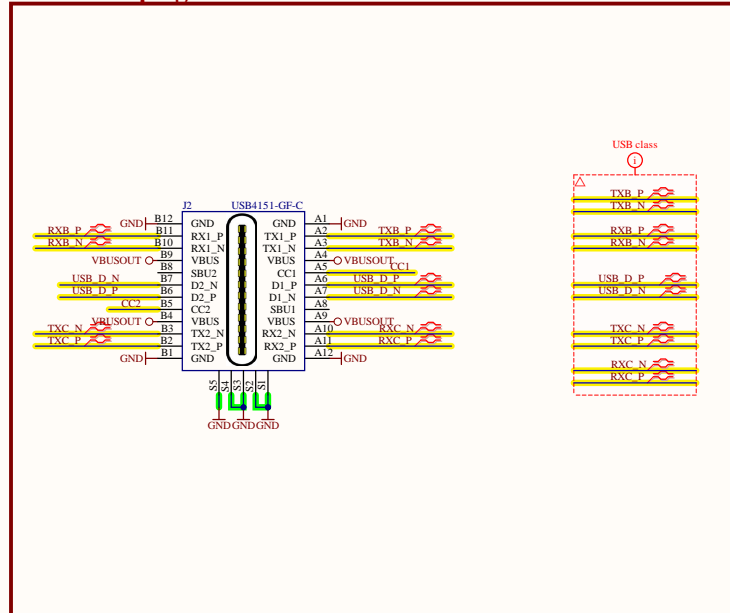 USB class
i
J2 USB4151-GF-C
TXB_P
TXB_N
GND B12 GND GND A1 GND
RXB_P B11 RX1_P TX1_P A2 TXB_P RXB_P
RXB_N B10 RX1_N TX1_N A3 TXB_N RXB_N
VBUSOUT B9 VBUS VBUS A4 VBUSOUT
B8 SBU2 CC1 A5 CC1
USB_D_N B7 D2_N D1_P A6 USB_D_P USB_D_P
USB_D_P B6 D2_P D1_N A7 USB_D_N USB_D_N
CC2 B5 CC2 SBU1 A8
VBUSOUT B4 VBUS VBUS A9 VBUSOUT
TXC_N B3 TX2_N RX2_N A10 RXC_N TXC_N
TXC_P B2 TX2_P RX2_P A11 RXC_P TXC_P
GND B1 GND GND A12 GND
RXC_N
RXC_P
S5 S4 S3 S2 S1
GND GND GND